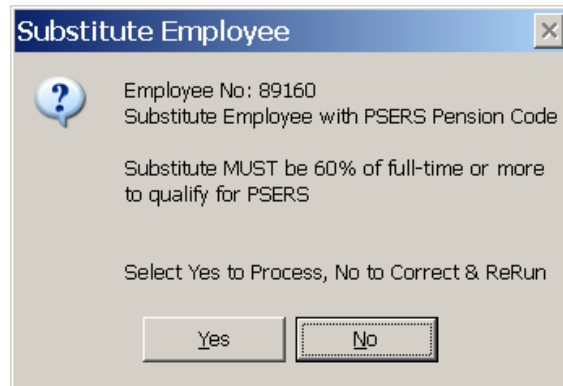 Substitute Employee
Employee No: 89160
Substitute Employee with PSERS Pension Code
Substitute MUST be 60% of full-time or more
to qualify for PSERS
Select Yes to Process, No to Correct & ReRun
Yes No